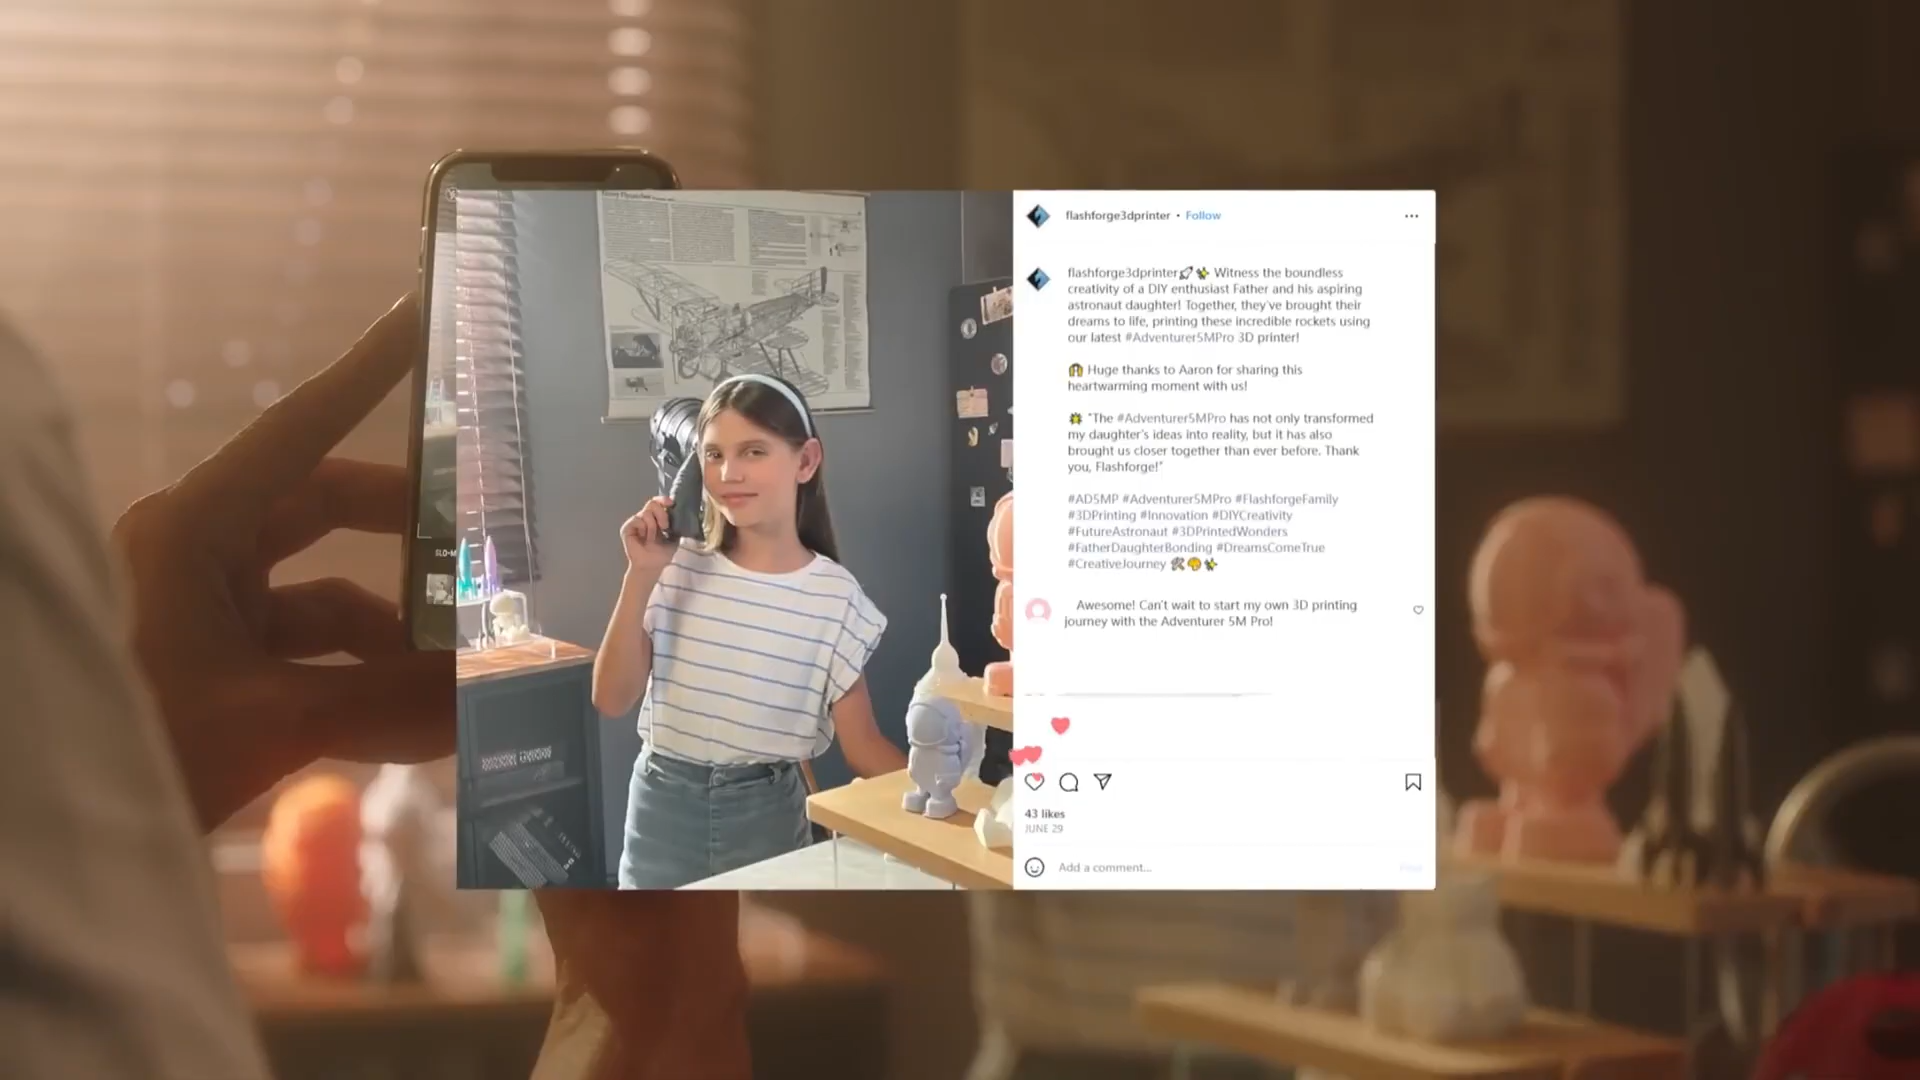 flashforge3dprinter • Follow
flashforge3dprinter🚀✨ Witness the boundless
creativity of a DIY enthusiast Father and his aspiring
astronaut daughter! Together, they've brought their
dreams to life, printing these incredible rockets using
our latest #Adventurer5MPro 3D printer!
🙌 Huge thanks to Aaron for sharing this
heartwarming moment with us!
🌟 "The #Adventurer5MPro has not only transformed
my daughter's ideas into reality, but it has also
brought us closer together than ever before. Thank
you, Flashforge!"
#AD5MP #Adventurer5MPro #FlashforgeFamily
#3DPrinting #Innovation #DIYCreativity
#FutureAstronaut #3DPrintedWonders
#FatherDaughterBonding #DreamsComeTrue
#CreativeJourney 🛠🎨✨
Awesome! Can't wait to start my own 3D printing
journey with the Adventurer 5M Pro!
43 likes
JUNE 29
Add a comment...
Post
SLO-M